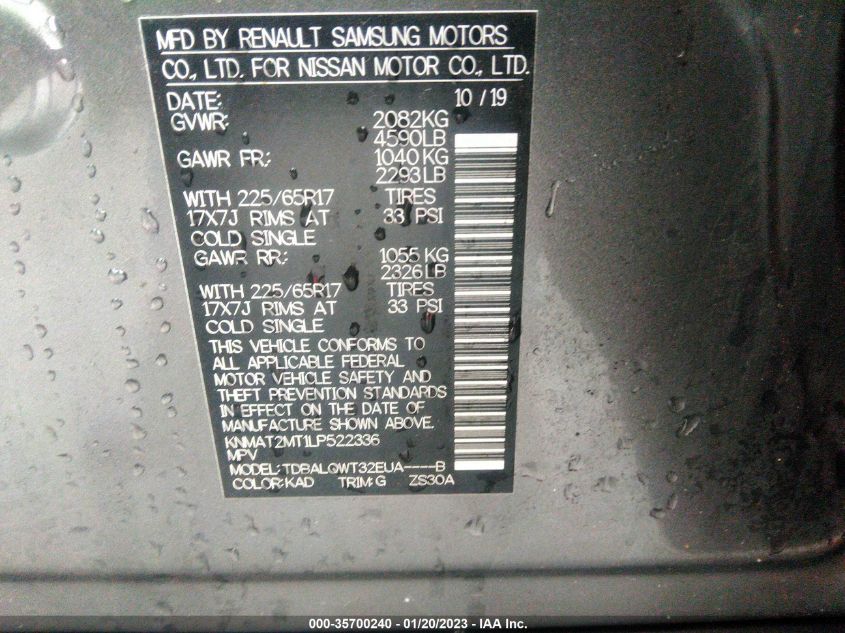 MFD BY RENAULT SAMSUNG MOTORS
CO., LTD. FOR NISSAN MOTOR CO., LTD.
DATE: 10 / 19
GVWR: 2082KG
4590LB
GAWR FR: 1040 KG
2293LB
WITH 225/65R17 TIRES
17X7J RIMS AT 33 PSI
COLD SINGLE
GAWR RR: 1055 KG
2326LB
WITH 225/65R17 TIRES
17X7J RIMS AT 33 PSI
COLD SINGLE
THIS VEHICLE CONFORMS TO
ALL APPLICABLE FEDERAL
MOTOR VEHICLE SAFETY AND
THEFT PREVENTION STANDARDS
IN EFFECT ON THE DATE OF
MANUFACTURE SHOWN ABOVE.
KNMAT2MT1LP522336
MPV
MODEL:TDBALQWT32EUA----B
COLOR:KAD TRIM:G ZS30A
000-35700240 - 01/20/2023 - IAA Inc.